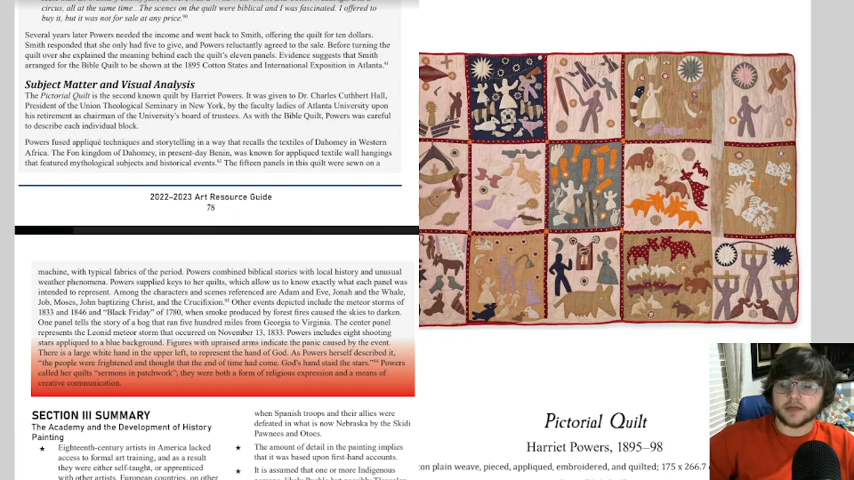 circus, all at the same time...The scenes on the quilt were biblical and I was fascinated. I offered to
buy it, but it was not for sale at any price.⁹⁰
Several years later Powers needed the income and went back to Smith, offering the quilt for ten dollars.
Smith responded that she only had five to give, and Powers reluctantly agreed to the sale. Before turning the
quilt over she explained the meaning behind each of the quilt's eleven panels. Evidence suggests that Smith
arranged for the Bible Quilt to be shown at the 1895 Cotton States and International Exposition in Atlanta.⁹¹
Subject Matter and Visual Analysis
The Pictorial Quilt is the second known quilt by Harriet Powers. It was given to Dr. Charles Cuthbert Hall,
President of the Union Theological Seminary in New York, by the faculty ladies of Atlanta University upon
his retirement as chairman of the University's board of trustees. As with the Bible Quilt, Powers was careful
to describe each individual block.
Powers fused appliqué techniques and storytelling in a way that recalls the textiles of Dahomey in Western
Africa. The Fon kingdom of Dahomey, in present-day Benin, was known for appliqued textile wall hangings
that featured mythological subjects and historical events.⁹² The fifteen panels in this quilt were sewn on a
2022–2023 Art Resource Guide
78
machine, with typical fabrics of the period. Powers combined biblical stories with local history and unusual
weather phenomena. Powers supplied keys to her quilts, which allow us to know exactly what each panel was
intended to represent. Among the characters and scenes referenced are Adam and Eve, Jonah and the Whale,
Job, Moses, John baptizing Christ, and the Crucifixion.⁹³ Other events depicted include the meteor storms of
1833 and 1846 and “Black Friday” of 1780, when smoke produced by forest fires caused the skies to darken.
One panel tells the story of a hog that ran five hundred miles from Georgia to Virginia. The center panel
represents the Leonid meteor storm that occurred on November 13, 1833. Powers includes eight shooting
stars appliqued to a blue background. Figures with upraised arms indicate the panic caused by the event.
There is a large white hand in the upper left, to represent the hand of God. As Powers herself described it,
“the people were frightened and thought that the end of time had come. God's hand staid the stars.”⁹⁴ Powers
called her quilts “sermons in patchwork”; they were both a form of religious expression and a means of
creative communication.
SECTION III SUMMARY
The Academy and the Development of History
Painting
★ Eighteenth-century artists in America lacked
access to formal art training, and as a result
they were either self-taught, or apprenticed
with other artists. European countries, on other
when Spanish troops and their allies were
defeated in what is now Nebraska by the Skidi
Pawnees and Otoes.
★ The amount of detail in the painting implies
that it was based upon first-hand accounts.
★ It is assumed that one or more Indigenous
Pictorial Quilt
Harriet Powers, 1895–98
on plain weave, pieced, appliqued, embroidered, and quilted; 175 x 266.7